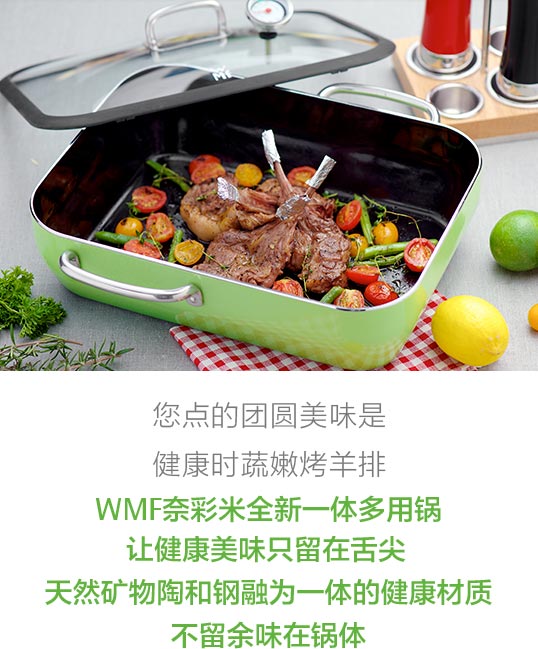 您点的团圆美味是
健康时蔬嫩烤羊排
WMF奈彩米全新一体多用锅
让健康美味只留在舌尖
天然矿物陶和钢融为一体的健康材质
不留余味在锅体